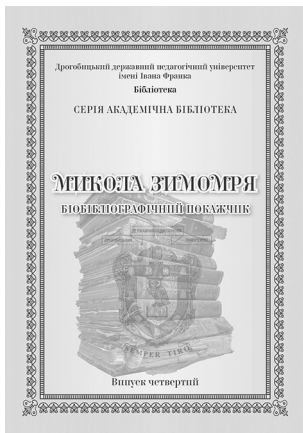 Дрогобицький державний педагогічний університет
імені Івана Франка
Бібліотека
СЕРІЯ АКАДЕМІЧНА БІБЛІОТЕКА
МИКОЛА ЗИМОМРЯ
БІОБІБЛІОГРАФІЧНИЙ ПОКАЖЧИК
SEMPER TIRO
Випуск четвертий